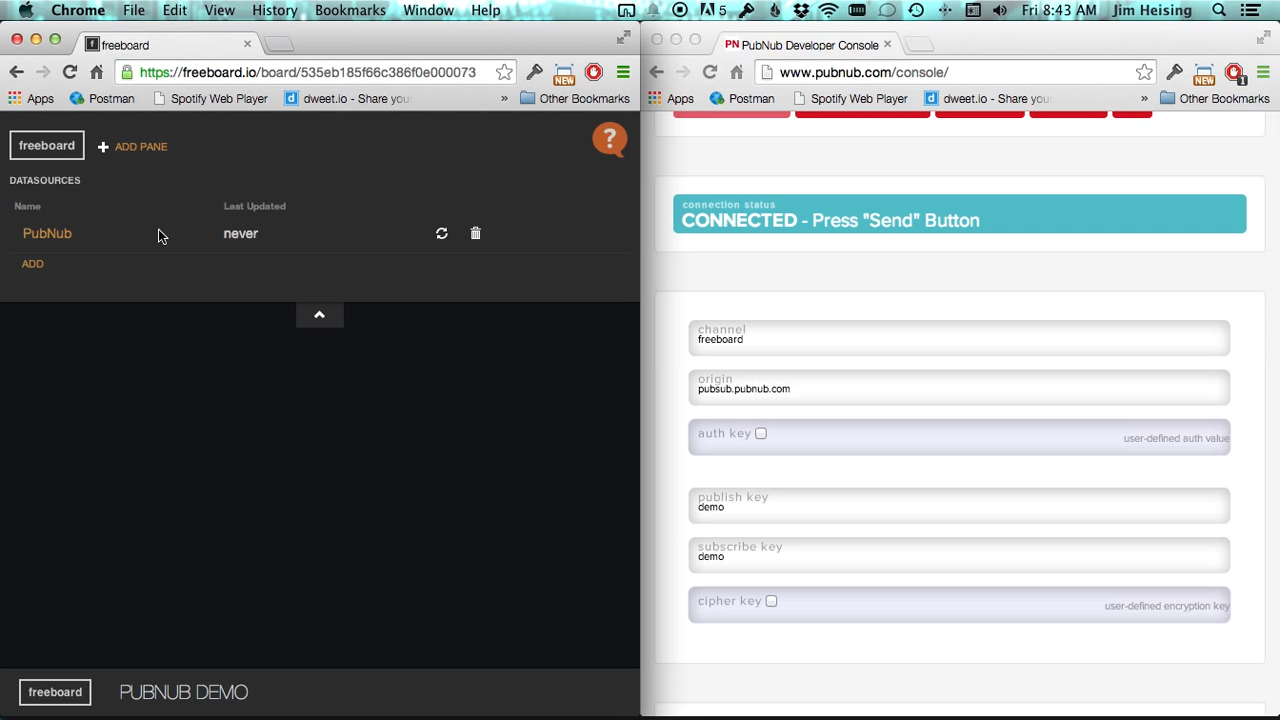 Chrome File Edit View History Bookmarks Window Help
5 Fri 8:43 AM Jim Heising
freeboard
https://freeboard.io/board/535eb185f66c386f0e000073
NEW
Apps Postman Spotify Web Player dweet.io - Share you » Other Bookmarks
freeboard ADD PANE
?
DATASOURCES
Name Last Updated
PubNub never
ADD
freeboard PUBNUB DEMO
PN PubNub Developer Console
www.pubnub.com/console/
NEW 1
Apps Postman Spotify Web Player dweet.io - Share you » Other Bookmarks
connection status
CONNECTED - Press "Send" Button
channel
freeboard
origin
pubsub.pubnub.com
auth key user-defined auth value
publish key
demo
subscribe key
demo
cipher key user-defined encryption key